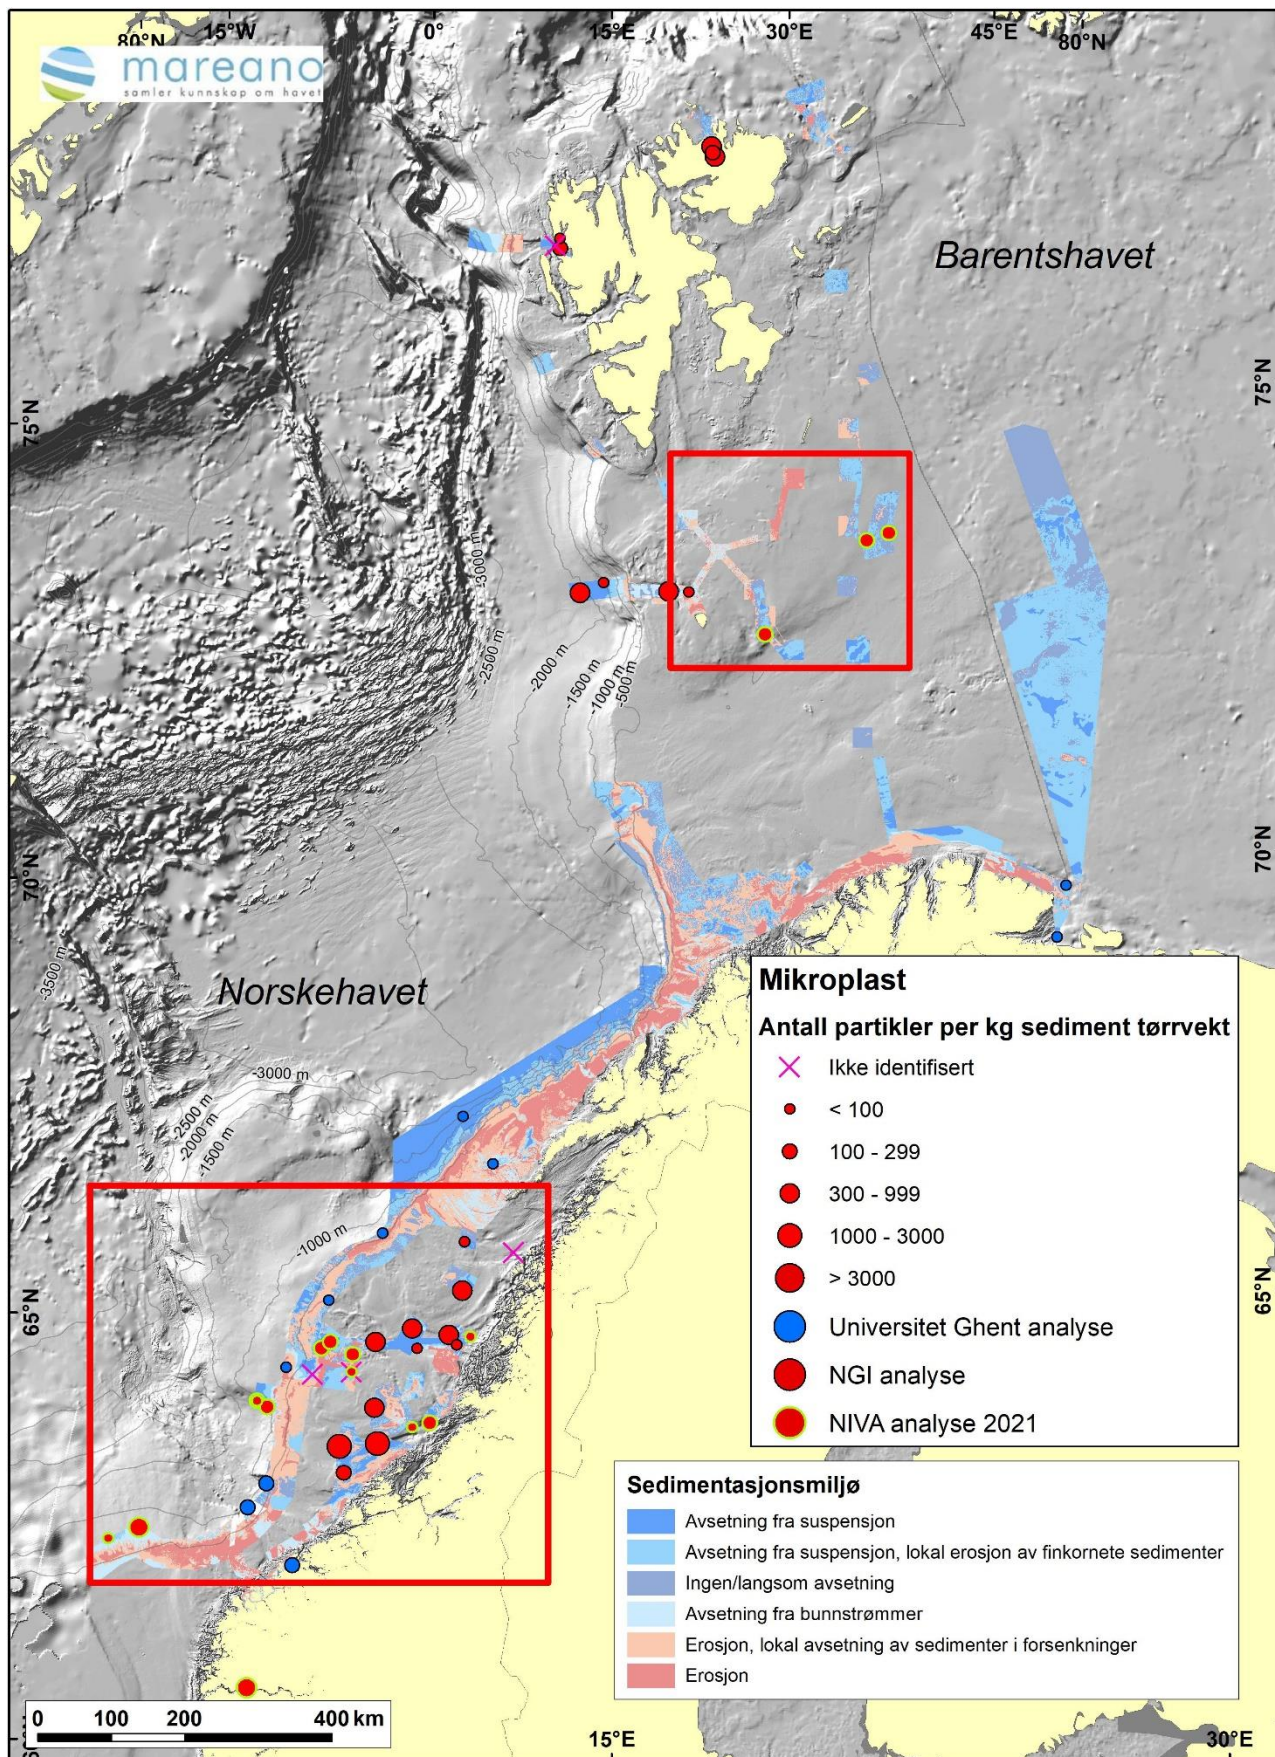 80°N
15°W
0°
15°E
30°E
45°E
80°N
mareano
samler kunnskap om havet
Barentshavet
75°N
75°N
-3000 m
-2500 m
-2000 m
-1500 m
-1000 m
-500 m
70°N
70°N
-3500 m
Norskehavet
-3000 m
-2500 m
-2000 m
-1500 m
-1000 m
65°N
65°N
Mikroplast
Antall partikler per kg sediment tørrvekt
Ikke identifisert
< 100
100 - 299
300 - 999
1000 - 3000
> 3000
Universitet Ghent analyse
NGI analyse
NIVA analyse 2021
Sedimentasjonsmiljø
Avsetning fra suspensjon
Avsetning fra suspensjon, lokal erosjon av finkornete sedimenter
Ingen/langsom avsetning
Avsetning fra bunnstrømmer
Erosjon, lokal avsetning av sedimenter i forsenkninger
Erosjon
0 100 200 400 km
15°E
30°E